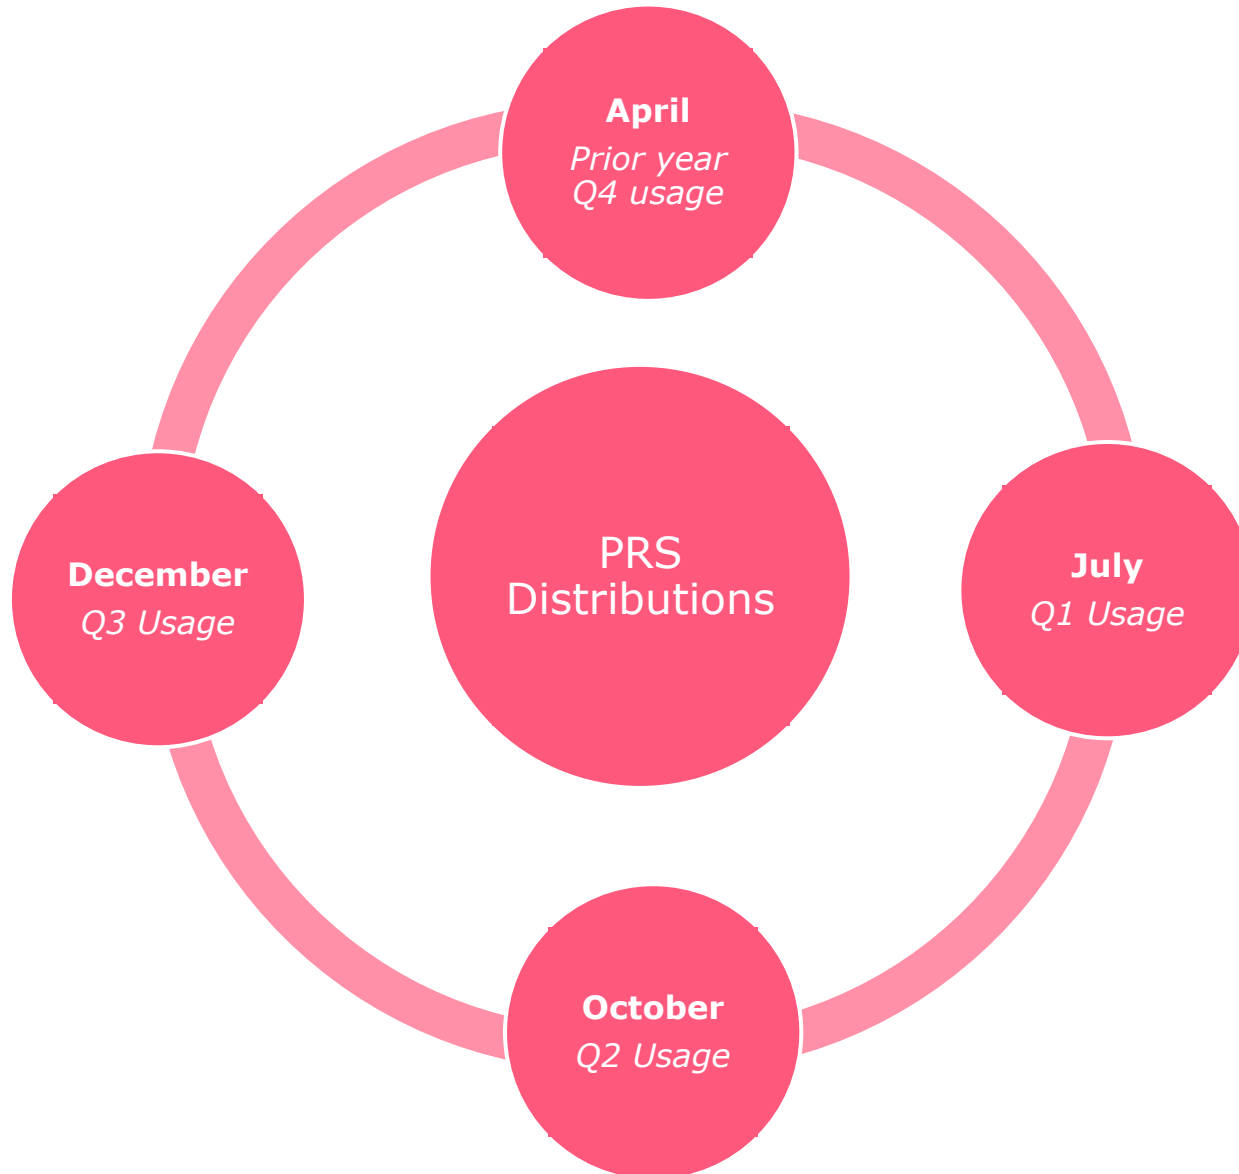 April
Prior year
Q4 usage
PRS
Distributions
December
Q3 Usage
July
Q1 Usage
October
Q2 Usage